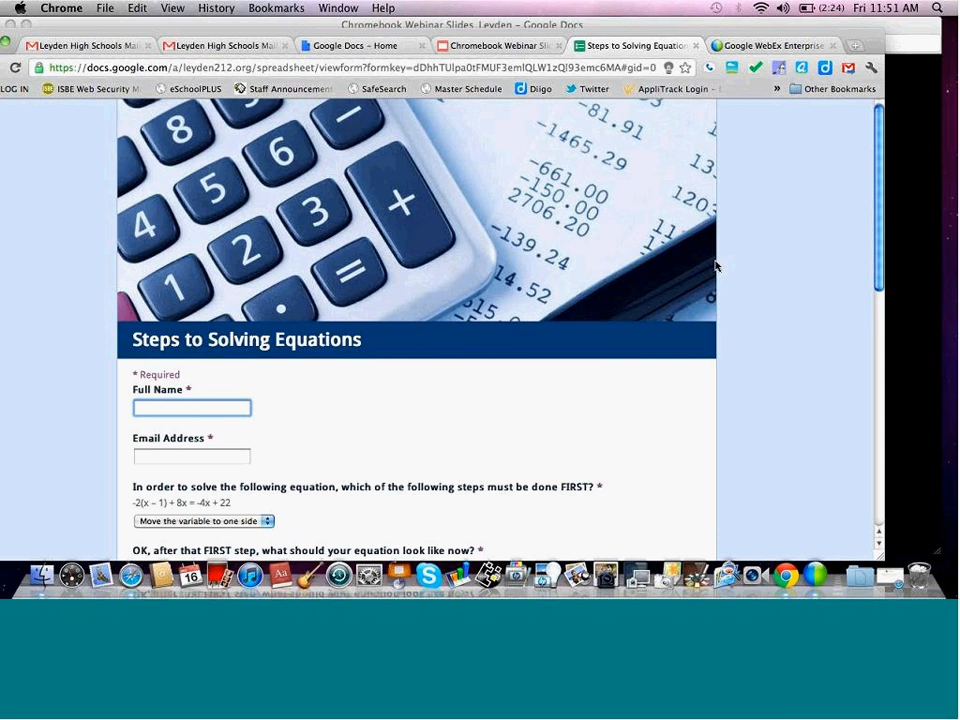 Chrome File Edit View History Bookmarks Window Help (2:24) Fri 11:51 AM
Chromebook Webinar Slides_Leyden – Google Docs
Leyden High Schools Mai Leyden High Schools Mai Google Docs – Home Chromebook Webinar Sli Steps to Solving Equation Google WebEx Enterprise
https://docs.google.com/a/leyden212.org/spreadsheet/viewform?formkey=dDhhTUlpa0tFMUF3emlQLW1zQl93emc6MA#gid=0
LOG IN ISBE Web Security M eSchoolPLUS Staff Announcement SafeSearch Master Schedule Diigo Twitter AppliTrack Login – » Other Bookmarks
8 −
6
5 +
4 3
2
1 =
.
-81.91
-1465.29
-661.00
-150.00
2706.20
-139.24
14.52
1203
Steps to Solving Equations
* Required
Full Name *
Email Address *
In order to solve the following equation, which of the following steps must be done FIRST? *
-2(x – 1) + 8x = -4x + 22
Move the variable to one side
OK, after that FIRST step, what should your equation look like now? *
16
Aa